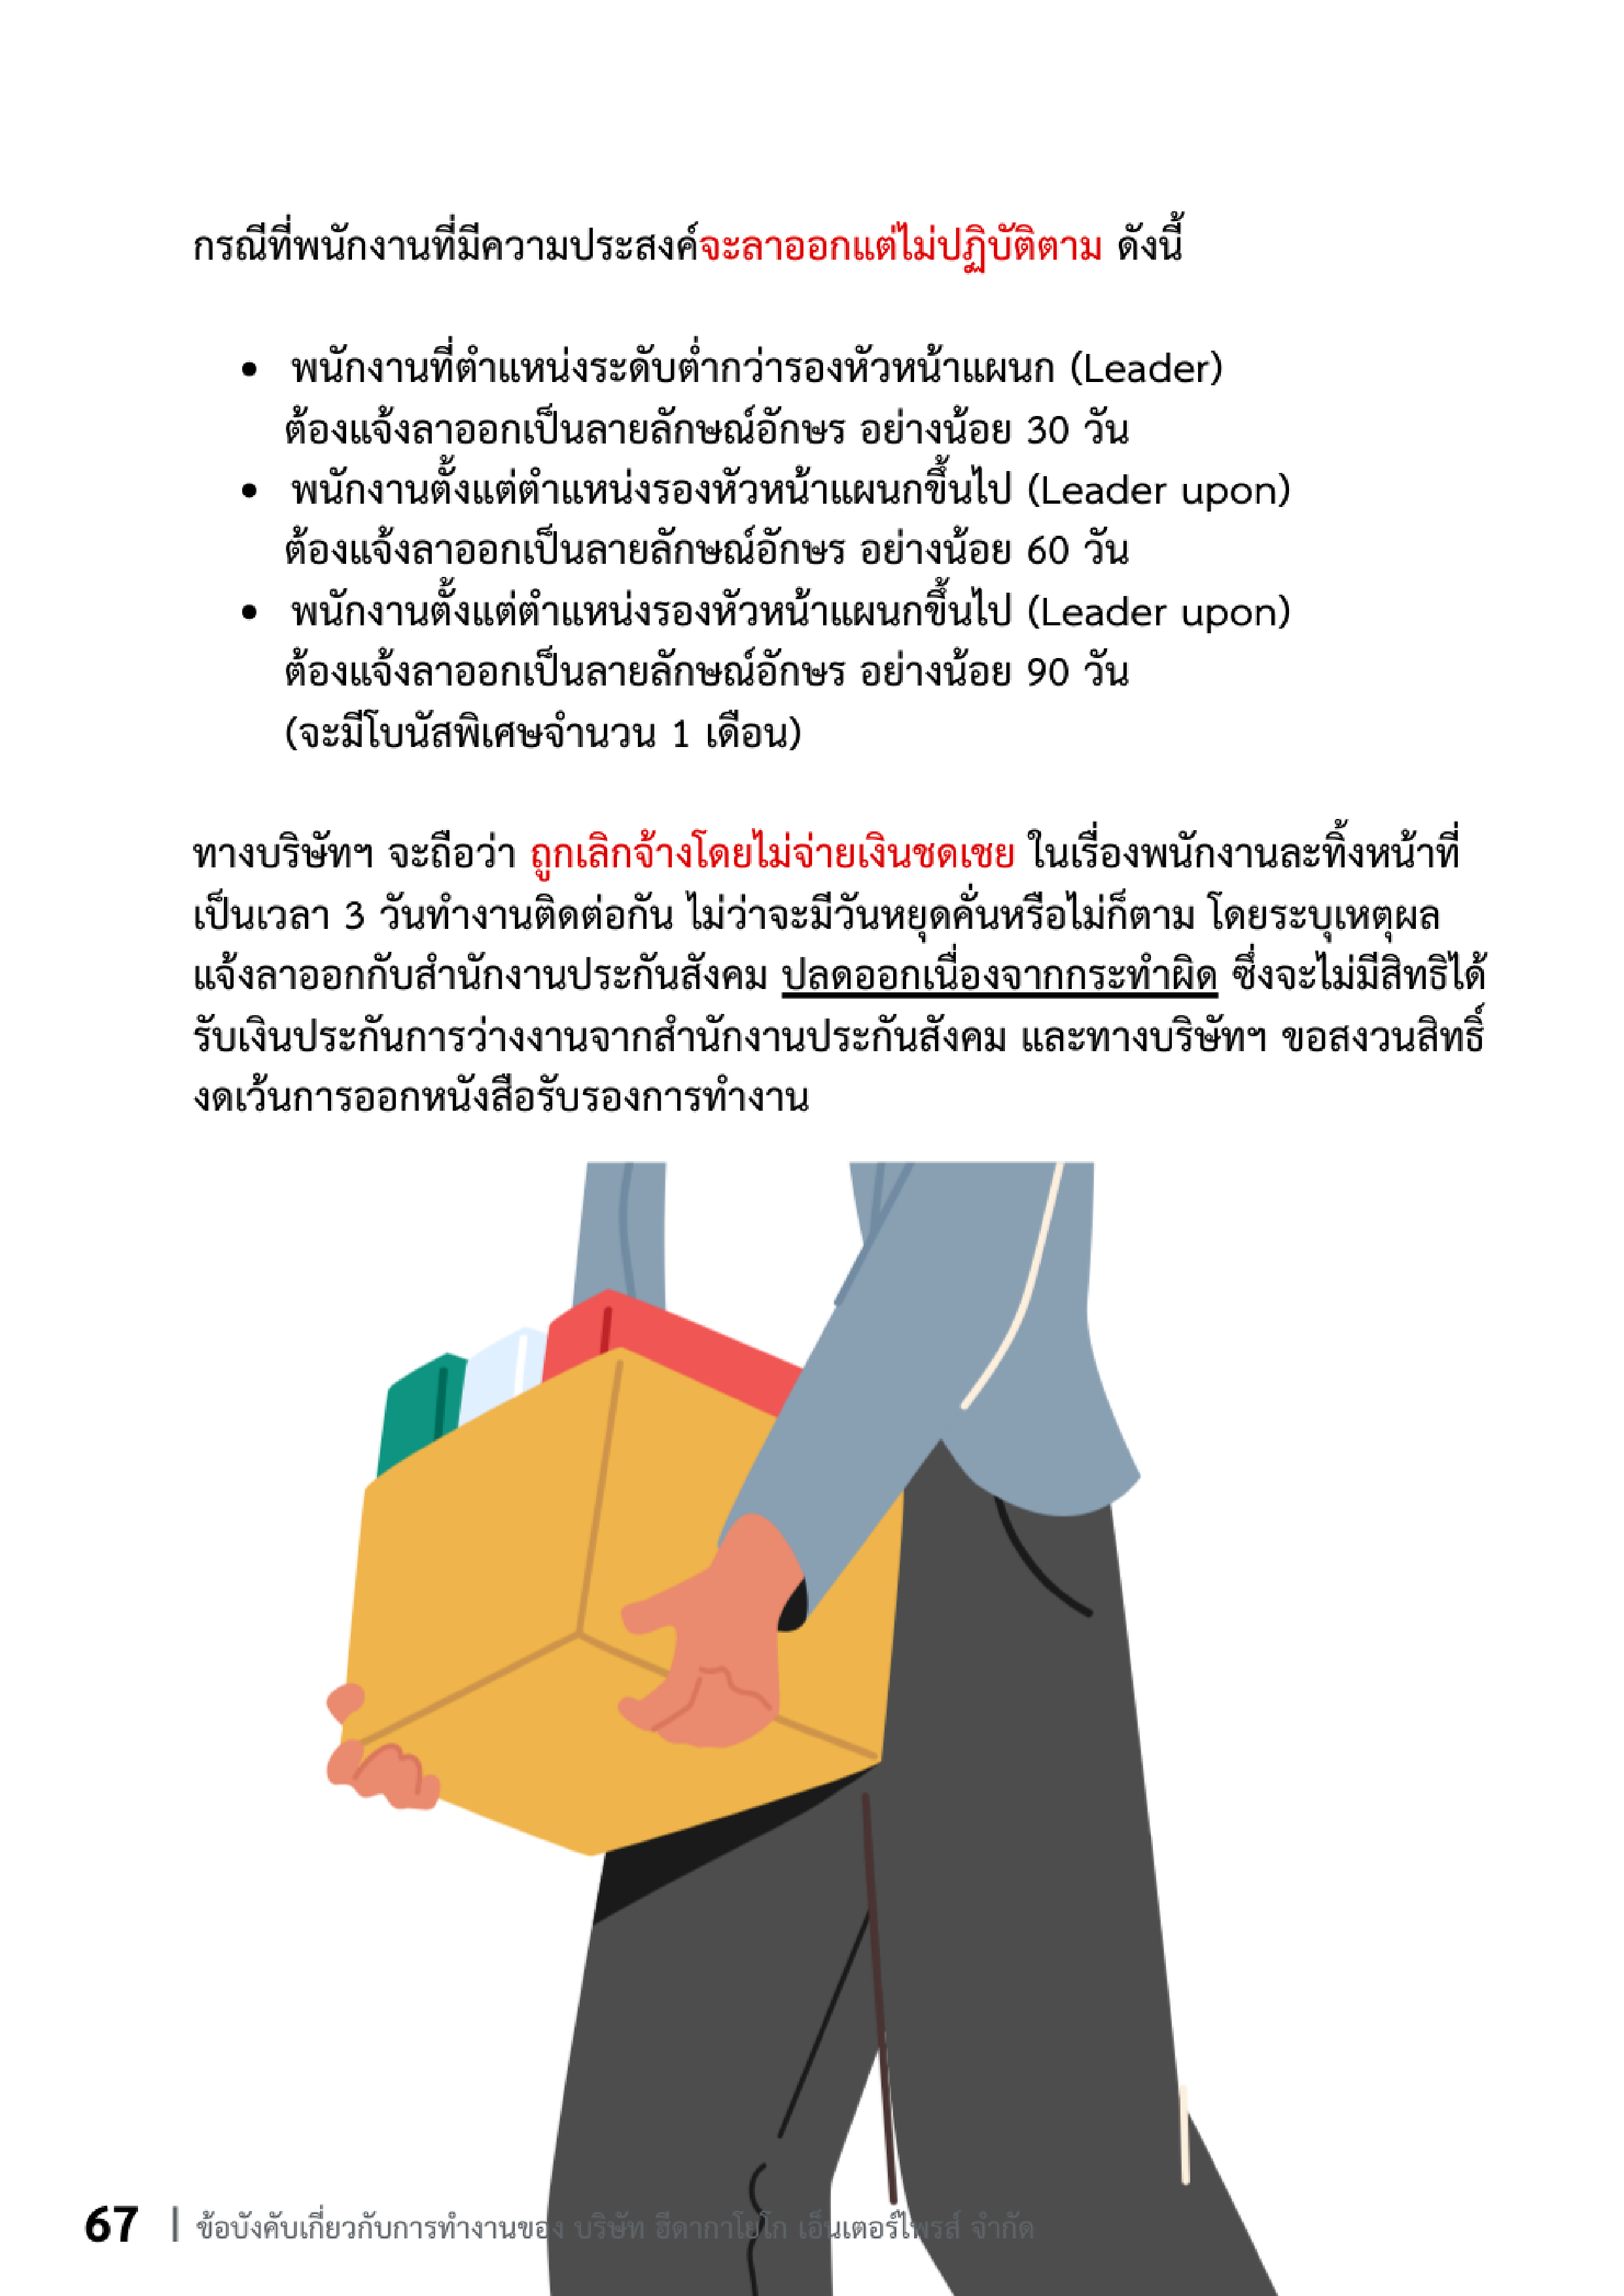 กรณีที่พนักงานที่มีความประสงค์จะลาออกแต่ไม่ปฏิบัติตาม ดังนี้
• พนักงานที่ตำแหน่งระดับต่ำกว่ารองหัวหน้าแผนก (Leader)
ต้องแจ้งลาออกเป็นลายลักษณ์อักษร อย่างน้อย 30 วัน
• พนักงานตั้งแต่ตำแหน่งรองหัวหน้าแผนกขึ้นไป (Leader upon)
ต้องแจ้งลาออกเป็นลายลักษณ์อักษร อย่างน้อย 60 วัน
• พนักงานตั้งแต่ตำแหน่งรองหัวหน้าแผนกขึ้นไป (Leader upon)
ต้องแจ้งลาออกเป็นลายลักษณ์อักษร อย่างน้อย 90 วัน
(จะมีโบนัสพิเศษจำนวน 1 เดือน)
ทางบริษัทฯ จะถือว่า ถูกเลิกจ้างโดยไม่จ่ายเงินชดเชย ในเรื่องพนักงานละทิ้งหน้าที่
เป็นเวลา 3 วันทำงานติดต่อกัน ไม่ว่าจะมีวันหยุดคั่นหรือไม่ก็ตาม โดยระบุเหตุผล
แจ้งลาออกกับสำนักงานประกันสังคม ปลดออกเนื่องจากกระทำผิด ซึ่งจะไม่มีสิทธิได้
รับเงินประกันการว่างงานจากสำนักงานประกันสังคม และทางบริษัทฯ ขอสงวนสิทธิ์
งดเว้นการออกหนังสือรับรองการทำงาน
67 | ข้อบังคับเกี่ยวกับการทำงานของ บริษัท ฮีดากาโยโก เอ็นเตอร์ไพรส์ จำกัด